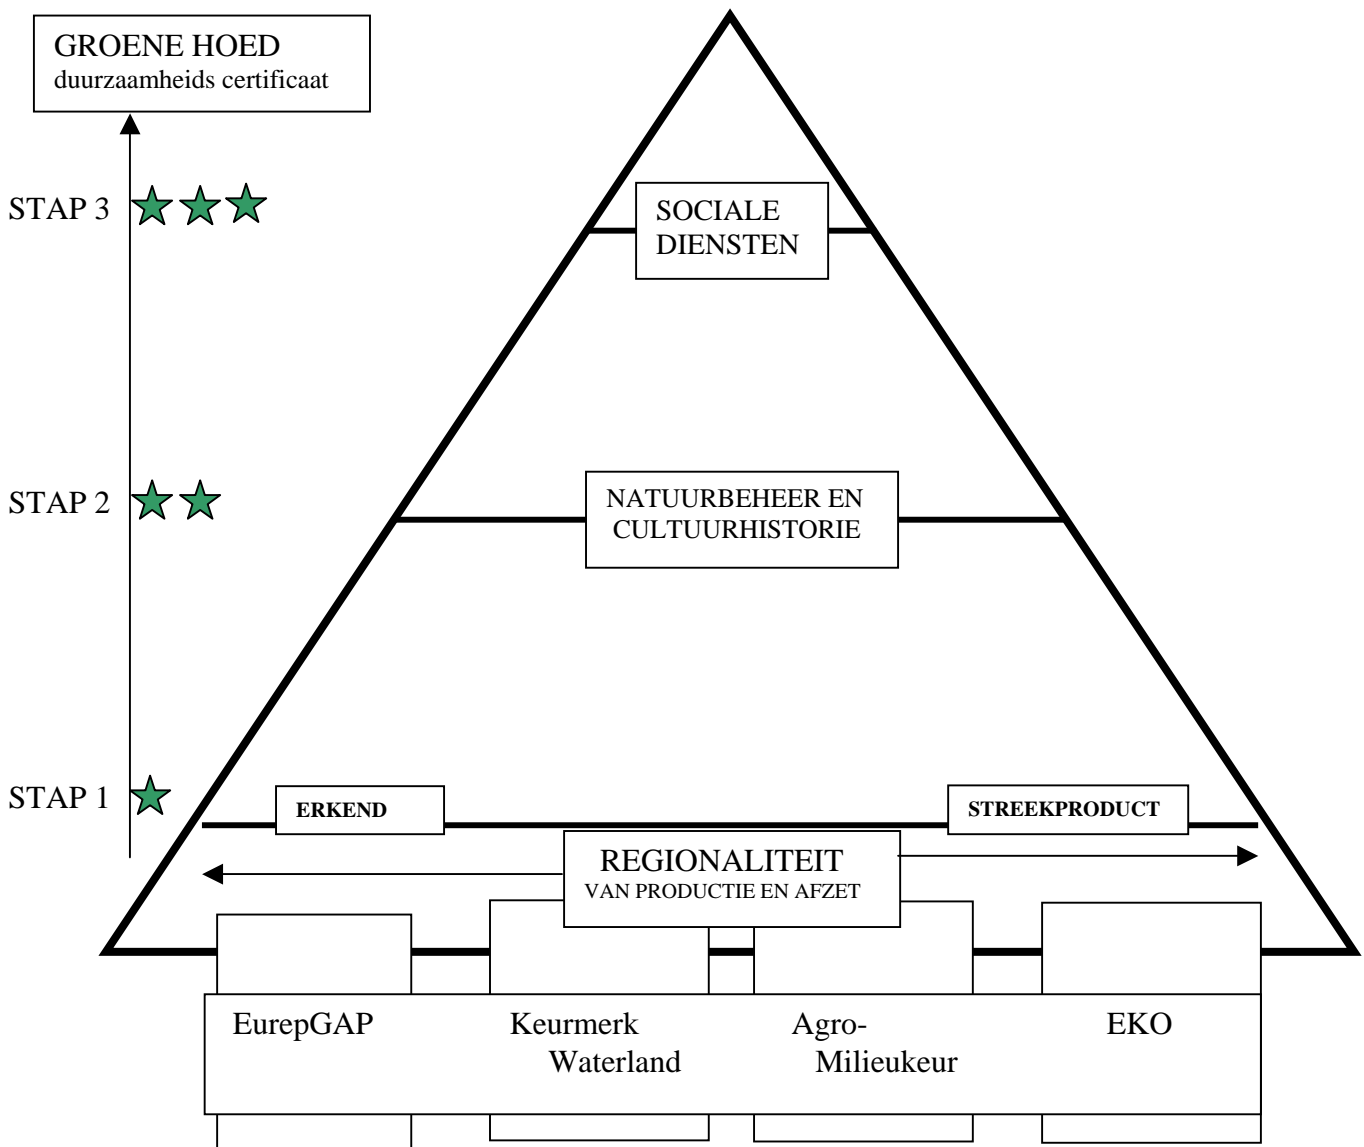 GROENE HOED
duurzaamheids certificaat
STAP 3
SOCIALE
DIENSTEN
STAP 2
NATUURBEHEER EN
CULTUURHISTORIE
STAP 1
ERKEND
STREEKPRODUCT
REGIONALITEIT
VAN PRODUCTIE EN AFZET
EurepGAP
Keurmerk
Waterland
Agro-
Milieukeur
EKO